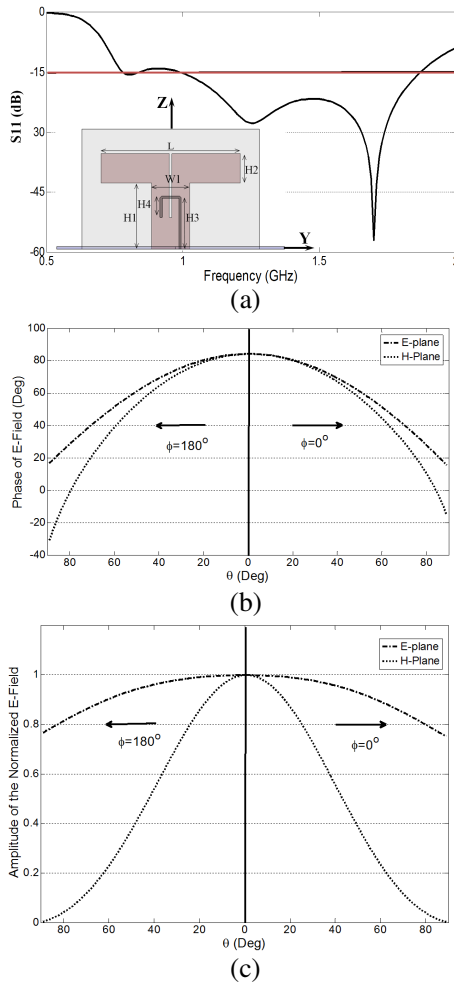 S11 (dB)
0
-15
-30
-45
-60
Z
L
W1
H2
H4
H1
H3
Y
0.5
1
1.5
2
Frequency (GHz)
(a)
100
80
60
40
20
0
-20
-40
Phase of E-Field (Deg)
E-plane
H-Plane
ϕ=180°
ϕ=0°
80 60 40 20 0 20 40 60 80
θ (Deg)
(b)
Amplitude of the Normalized E-Field
1
0.8
0.6
0.4
0.2
0
E-plane
H-Plane
ϕ=180°
ϕ=0°
80 60 40 20 0 20 40 60 80
θ (Deg)
(c)